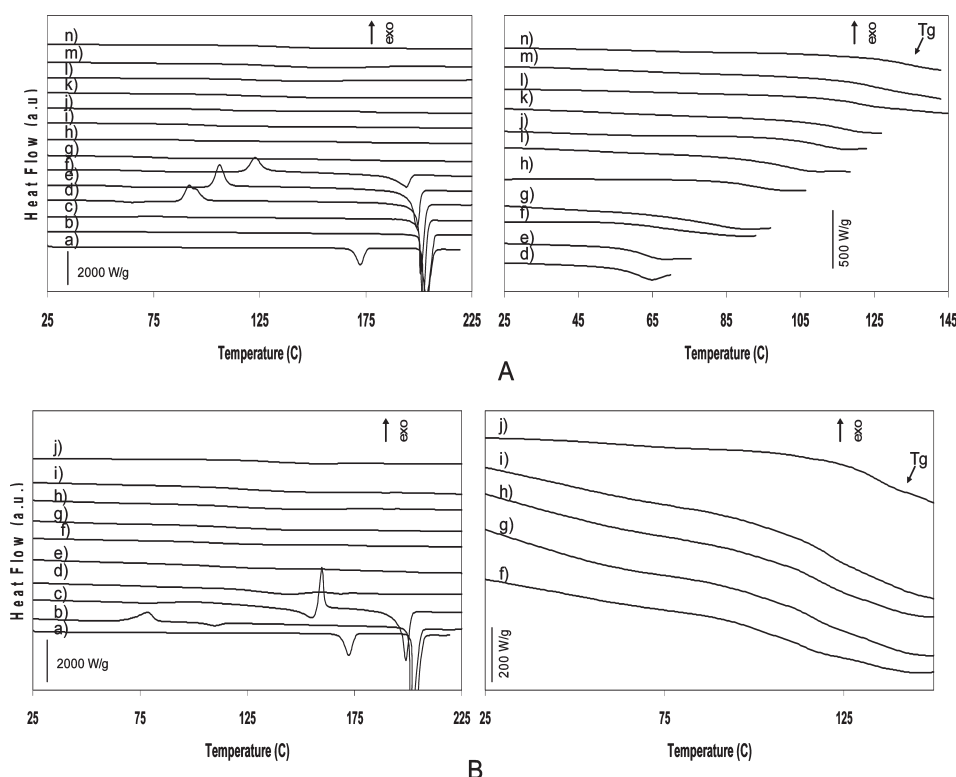 exo
n)
m)
l)
k)
j)
i)
h)
g)
f)
e)
d)
c)
b)
a)
2000 W/g
Heat Flow (a.u)
25 75 125 175 225
Temperature (C)
exo
Tg
n)
m)
l)
k)
j)
i)
h)
g)
f)
e)
d)
500 W/g
25 45 65 85 105 125 145
Temperature (C)
A
exo
j)
i)
h)
g)
f)
e)
d)
c)
b)
a)
2000 W/g
Heat Flow (a.u.)
25 75 125 175 225
Temperature (C)
exo
Tg
j)
i)
h)
g)
f)
200 W/g
25 75 125
Temperature (C)
B